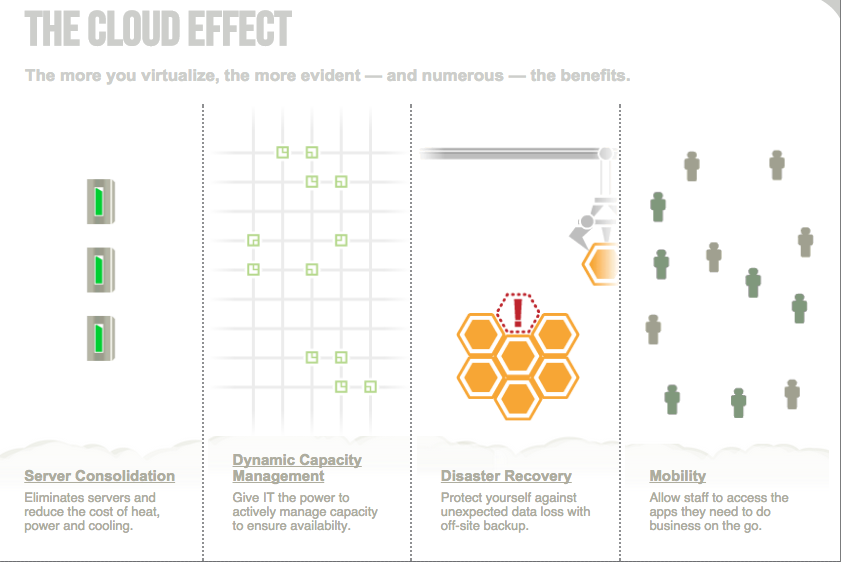 THE CLOUD EFFECT
The more you virtualize, the more evident — and numerous — the benefits.
Server Consolidation
Eliminates servers and
reduce the cost of heat,
power and cooling.
Dynamic Capacity
Management
Give IT the power to
actively manage capacity
to ensure availabilty.
!
Disaster Recovery
Protect yourself against
unexpected data loss with
off-site backup.
Mobility
Allow staff to access the
apps they need to do
business on the go.